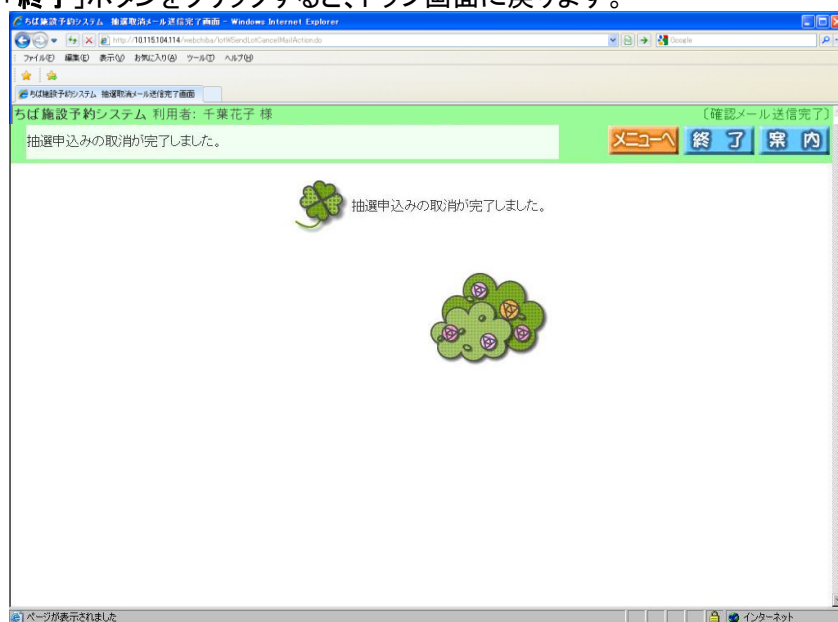 「終了」ボタンをクリックすると、トップ画面に戻ります。
ちば施設予約システム 抽選取消メール送信完了画面 - Windows Internet Explorer
http://10.115.104.114/webchiba/lotWSendLotCancelMailAction.do
Google
ファイル(F) 編集(E) 表示(V) お気に入り(A) ツール(T) ヘルプ(H)
ちば施設予約システム 抽選取消メール送信完了画面
ちば施設予約システム 利用者: 千葉花子 様
〔確認メール送信完了〕
抽選申込みの取消が完了しました。
メニューへ 終了 案内
抽選申込みの取消が完了しました。
ページが表示されました
インターネット